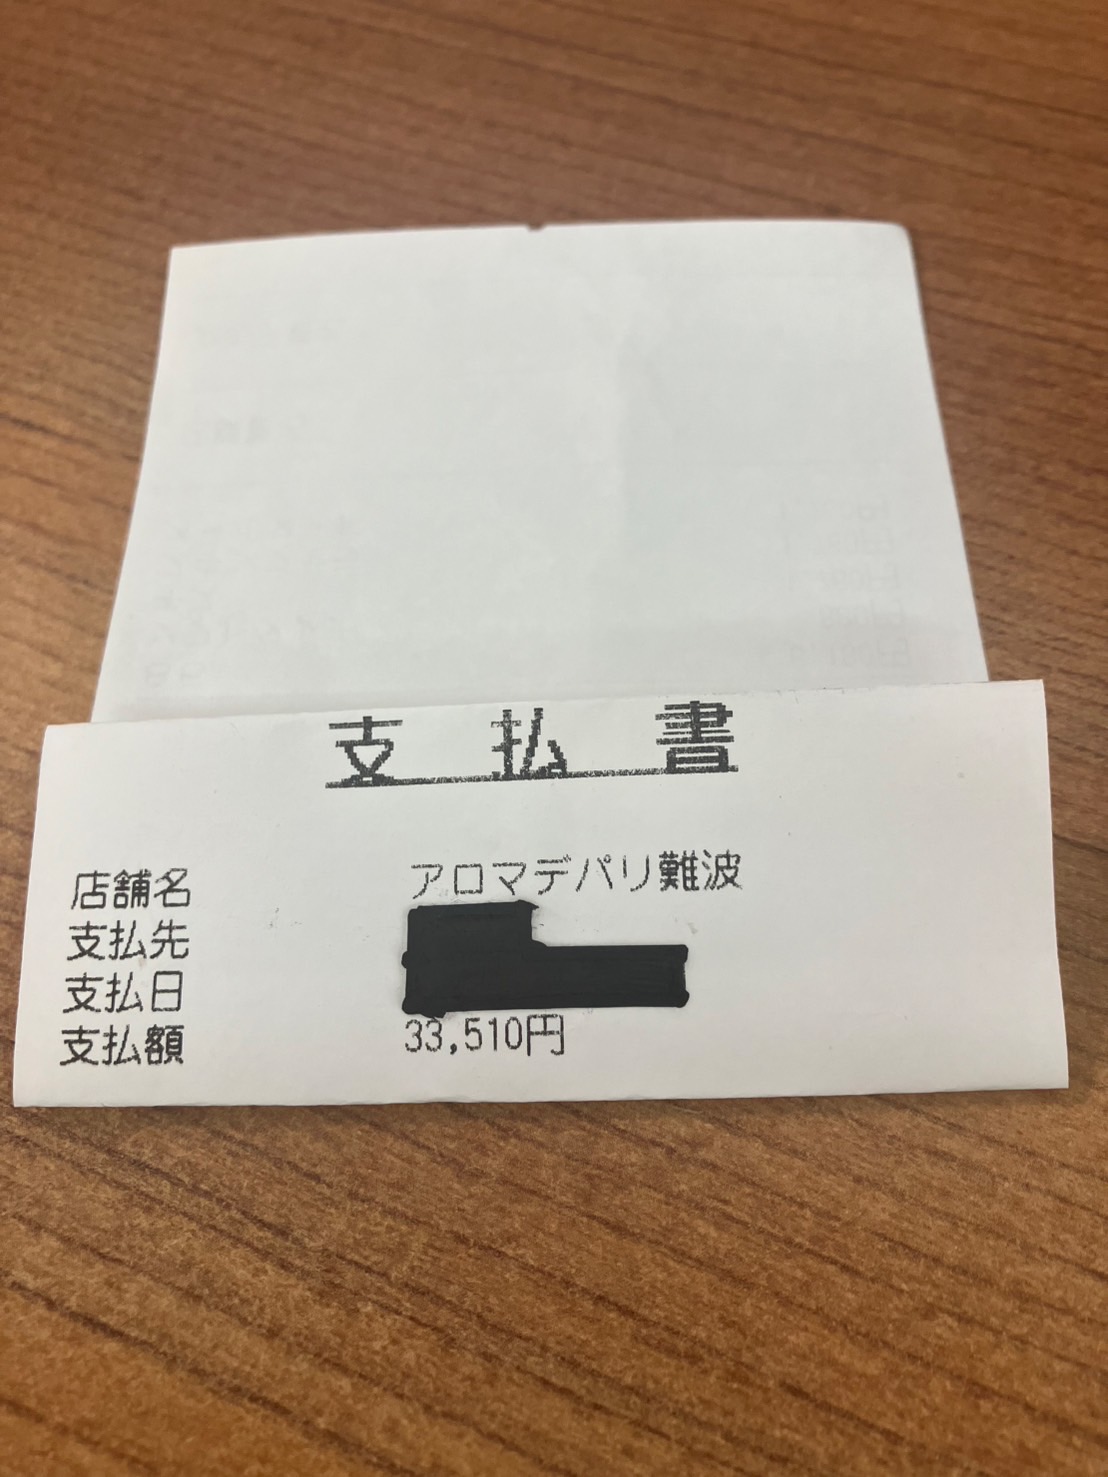 支払書
店舗名 アロマデパリ難波
支払先
支払日
支払額 33,510円